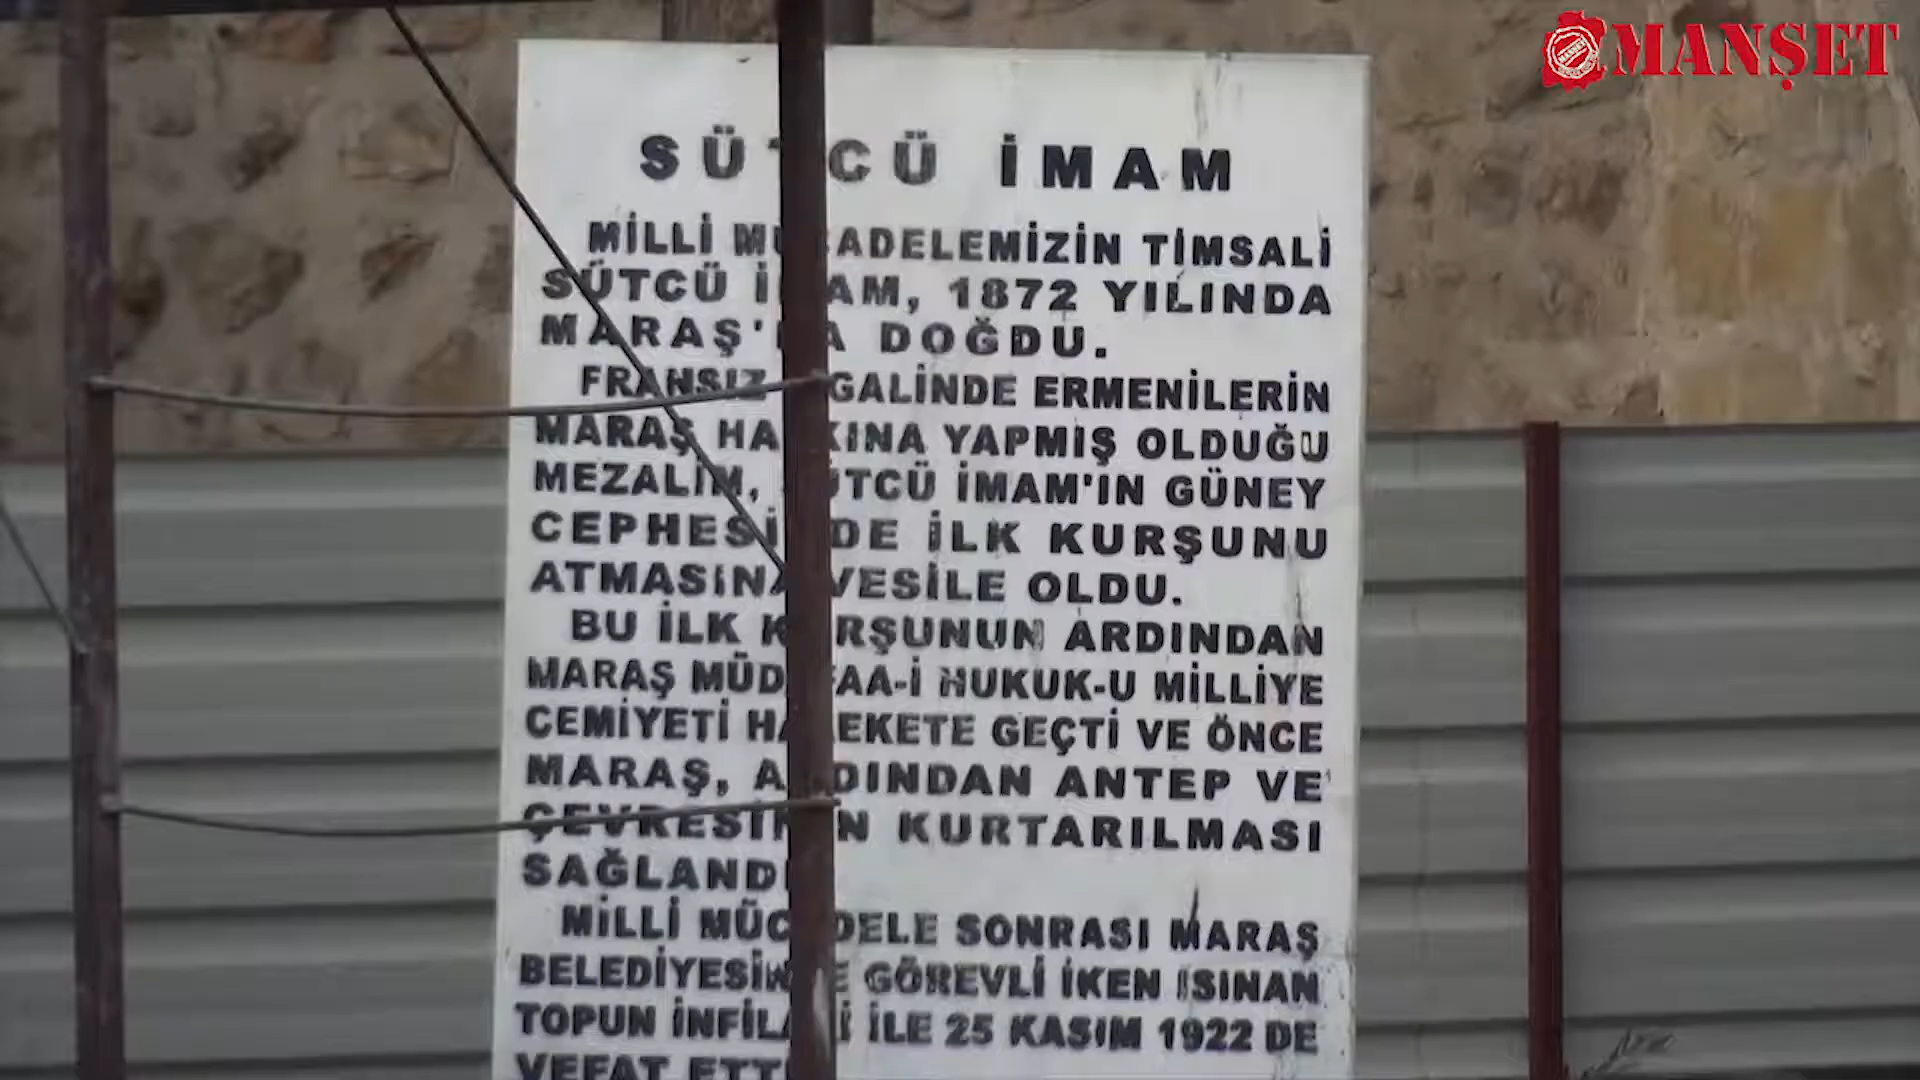 MANŞET
SÜTCÜ İMAM
MİLLİ MÜCADELEMİZİN TİMSALİ
SÜTCÜ İMAM, 1872 YILINDA
MARAŞ'TA DOĞDU.
FRANSIZ İŞGALİNDE ERMENİLERİN
MARAŞ HALKINA YAPMIŞ OLDUĞU
MEZALİM, SÜTCÜ İMAM'IN GÜNEY
CEPHESİNDE İLK KURŞUNU
ATMASINA VESİLE OLDU.
BU İLK KURŞUNUN ARDINDAN
MARAŞ MÜDAFAA-İ HUKUK-U MİLLİYE
CEMİYETİ HAREKETE GEÇTİ VE ÖNCE
MARAŞ, ARDINDAN ANTEP VE
ÇEVRESİNİN KURTARILMASI
SAĞLANDI
MİLLİ MÜCADELE SONRASI MARAŞ
BELEDİYESİNDE GÖREVLİ İKEN ISINAN
TOPUN İNFİLAKI İLE 25 KASIM 1922 DE
VEFAT ETTİ